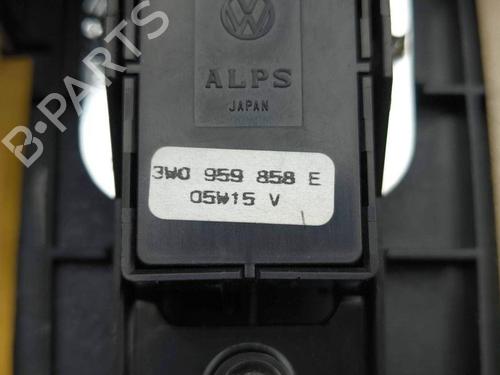 ALPS
JAPAN
3W0 959 858 E
05W15 V
B-PARTS